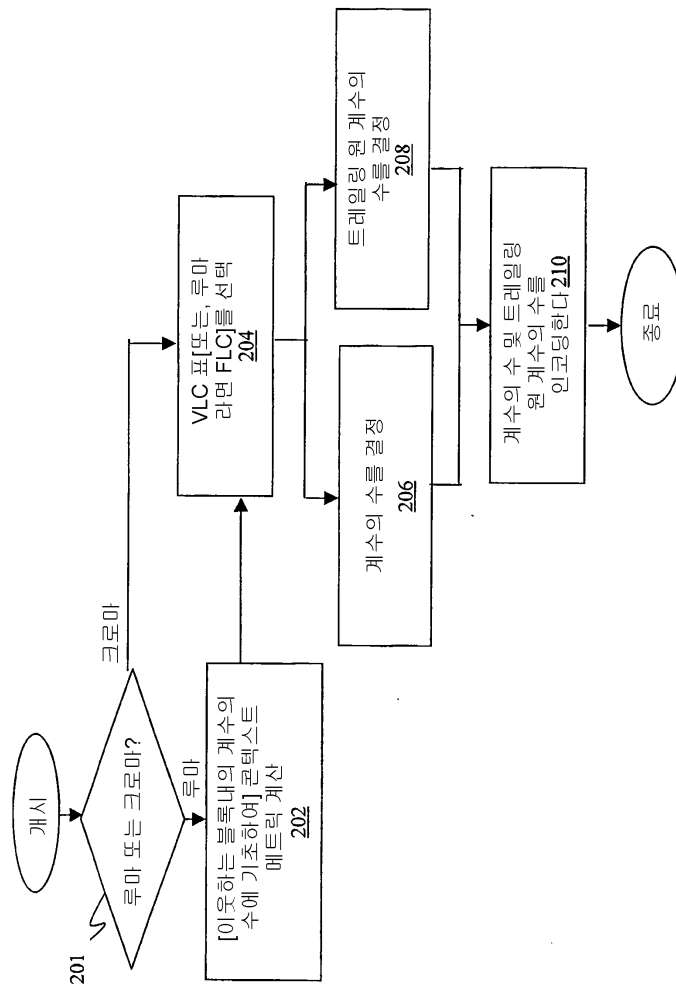 개시
루마 또는 크로마?
201
크로마
루마
[이웃하는 블록내의 계수의
수에 기초하여] 콘텍스트
메트릭 계산
202
VLC 표[또는, 루마
라면 FLC]를 선택
204
계수의 수를 결정
206
트레일링 원 계수의
수를 결정
208
계수의 수 및 트레일링
원 계수의 수를
인코딩한다 210
종료